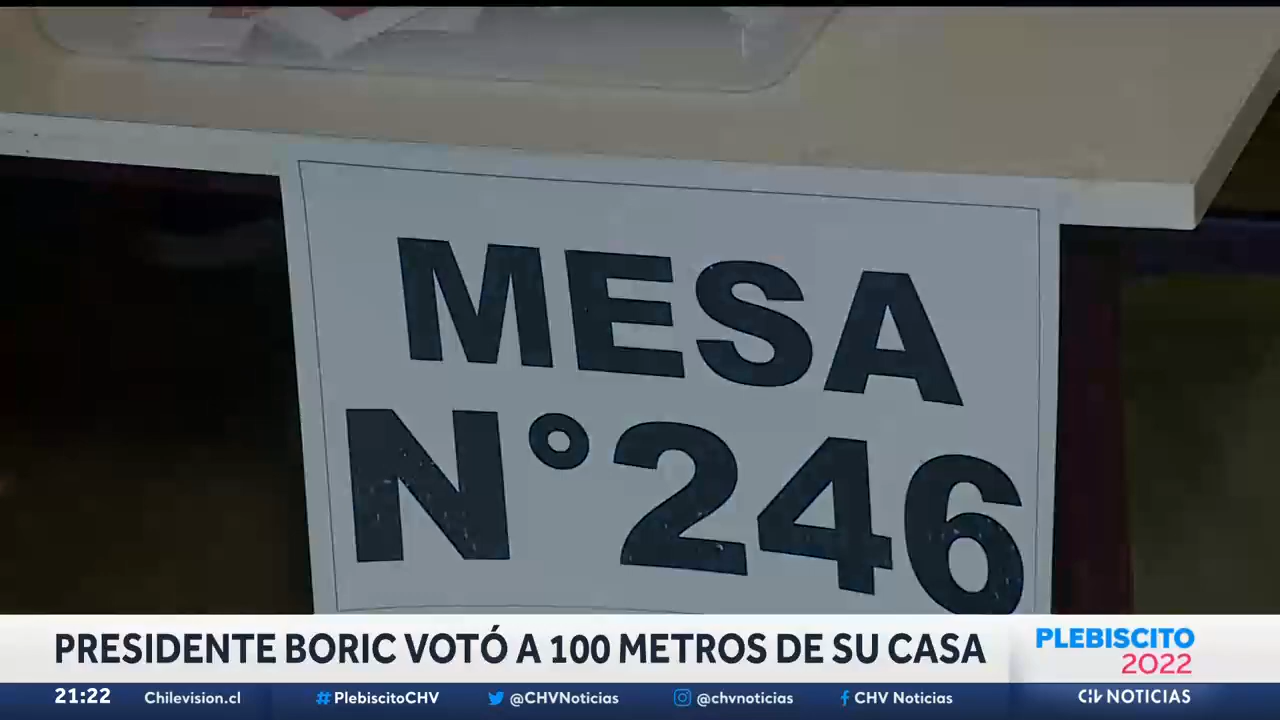 MESA
N°246
PRESIDENTE BORIC VOTÓ A 100 METROS DE SU CASA
PLEBISCITO
2022
21:22 Chilevision.cl #PlebiscitoCHV @CHVNoticias @chvnoticias CHV Noticias CHV NOTICIAS